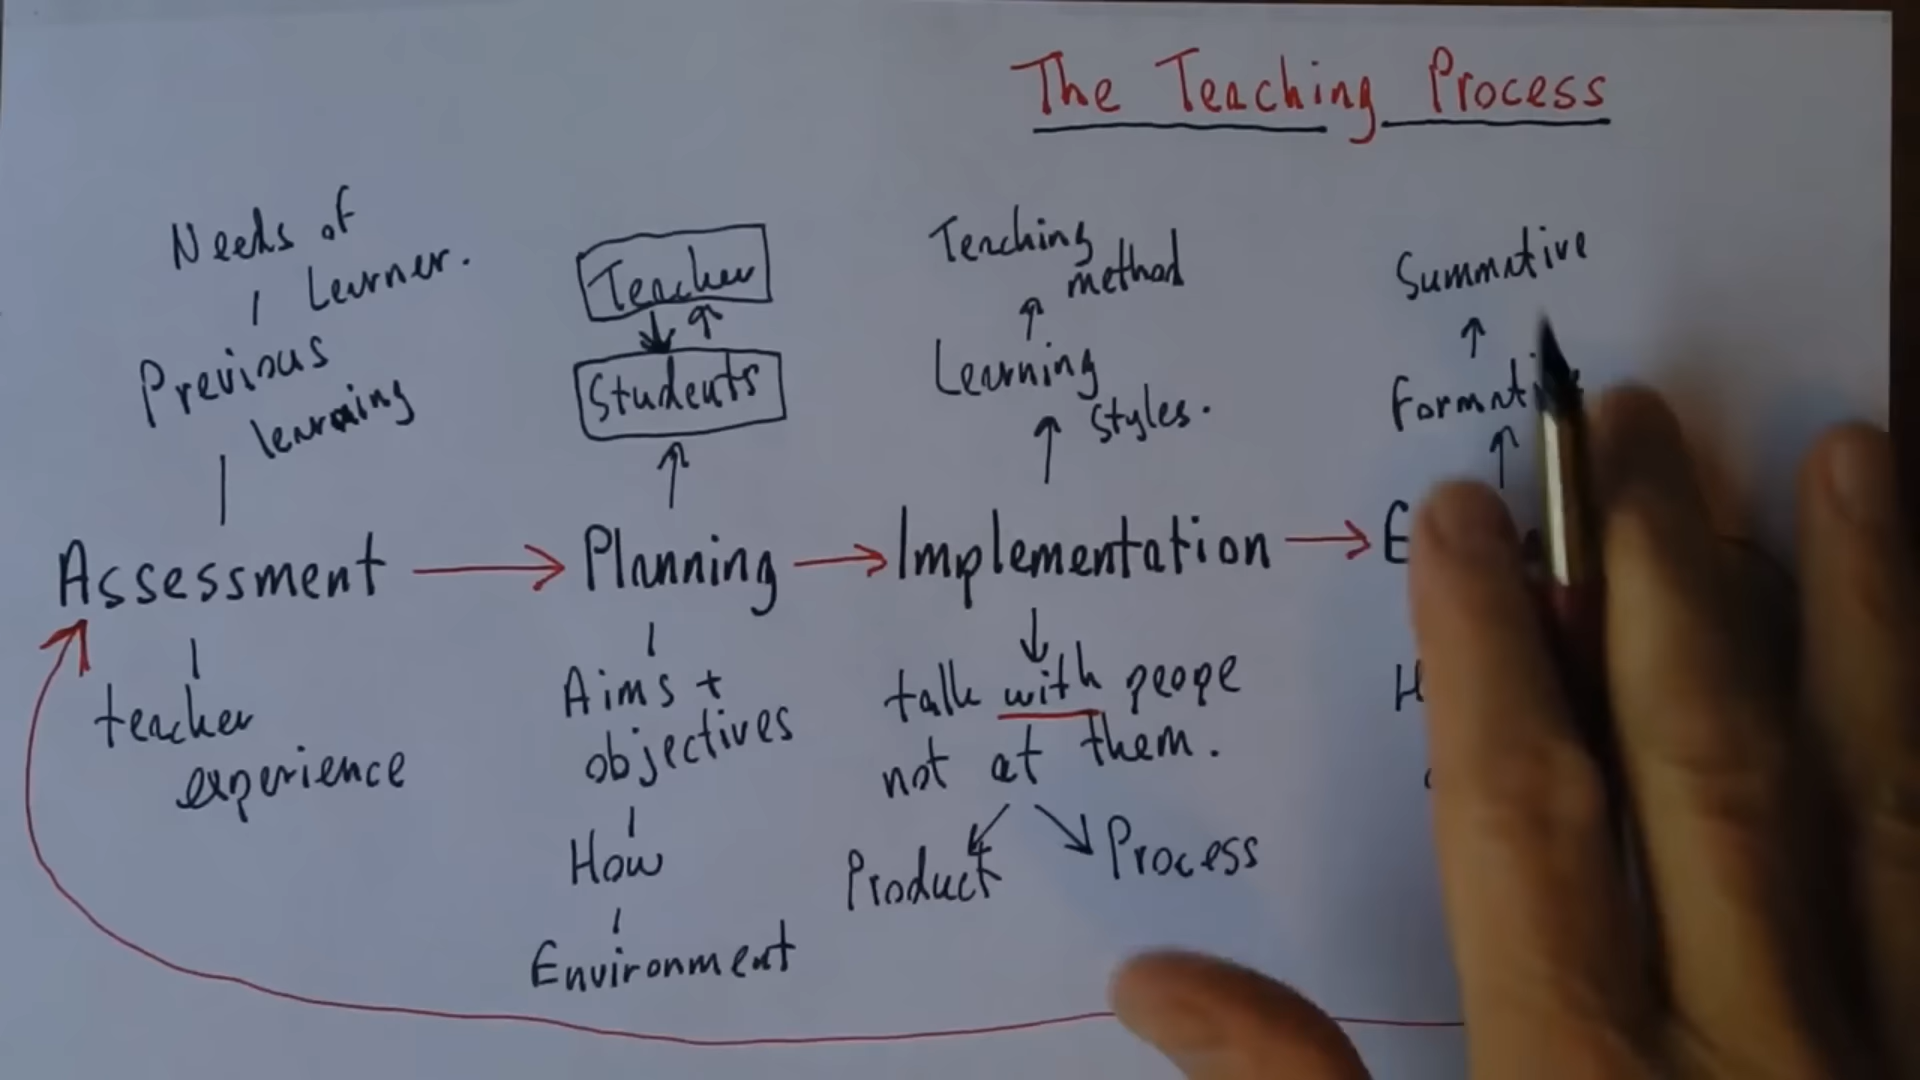 The Teaching Process
Needs of
Learner.
Previous
learning
Assessment
teacher
experience
Teacher
Students
Planning
Aims +
objectives
How
Environment
Teaching
method
Learning
styles.
Implementation
talk with peope
not at them.
Product
Process
Summative